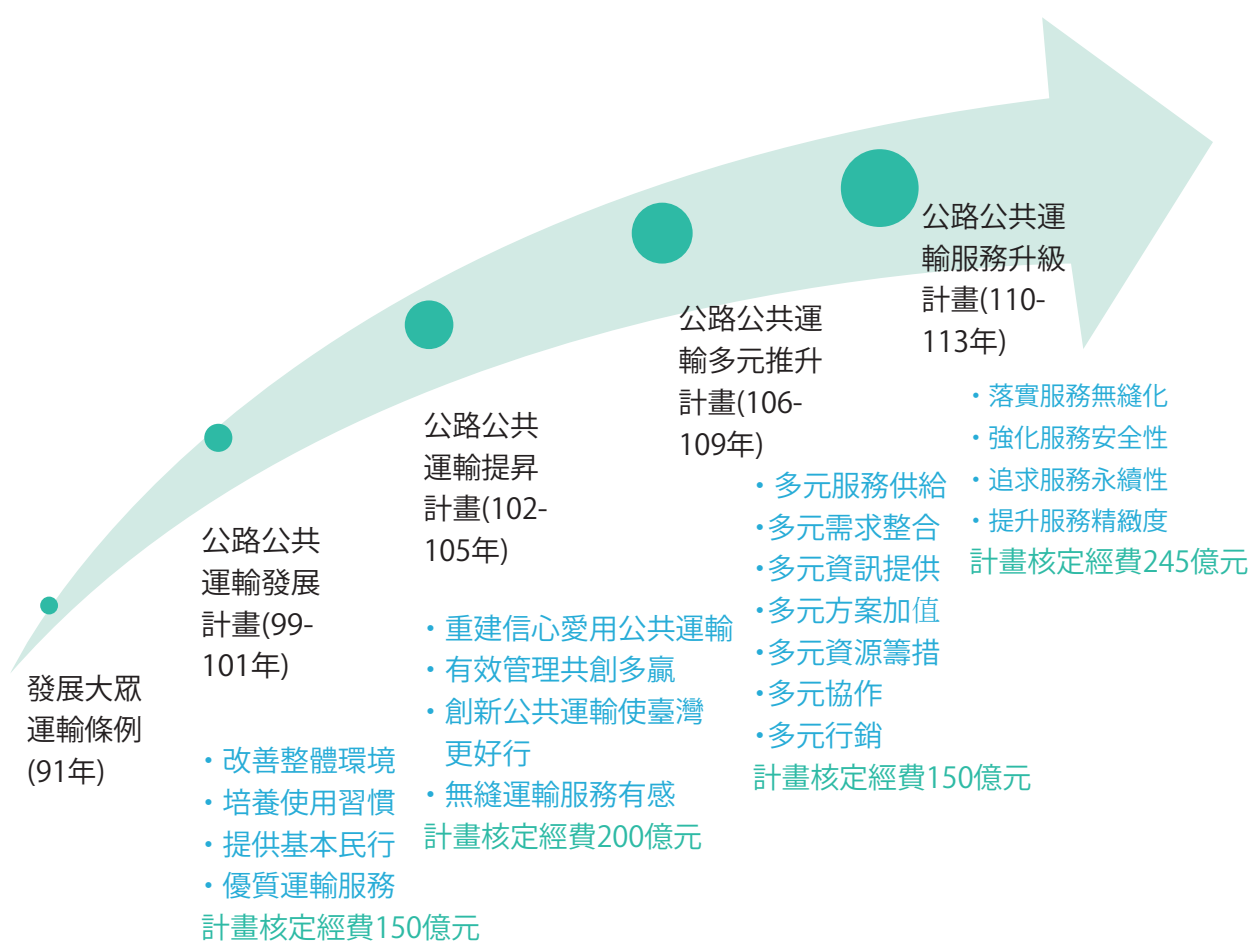 發展大眾
運輸條例
(91年)
公路公共
運輸發展
計畫(99-
101年)
・改善整體環境
・培養使用習慣
・提供基本民行
・優質運輸服務
計畫核定經費150億元
公路公共
運輸提昇
計畫(102-
105年)
・重建信心愛用公共運輸
・有效管理共創多贏
・創新公共運輸使臺灣
更好行
・無縫運輸服務有感
計畫核定經費200億元
公路公共運
輸多元推升
計畫(106-
109年)
・多元服務供給
・多元需求整合
・多元資訊提供
・多元方案加值
・多元資源籌措
・多元協作
・多元行銷
計畫核定經費150億元
公路公共運
輸服務升級
計畫(110-
113年)
・落實服務無縫化
・強化服務安全性
・追求服務永續性
・提升服務精緻度
計畫核定經費245億元